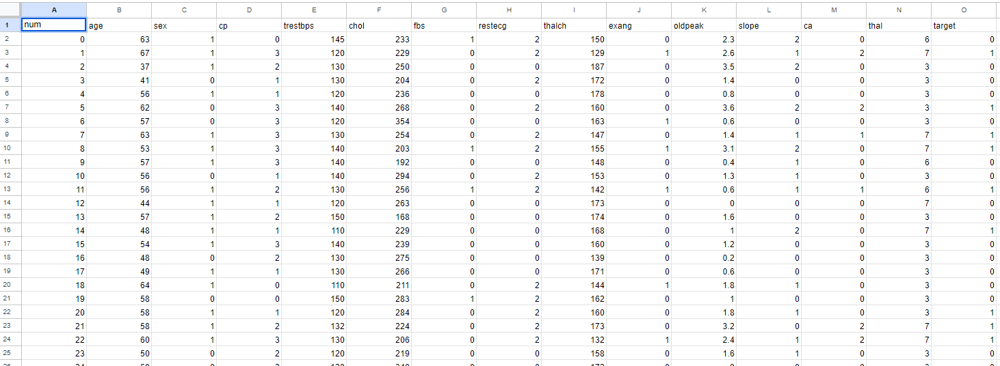 A B C D E F G H I J K L M N O
1 num age sex cp trestbps chol fbs restecg thalch exang oldpeak slope ca thal target
2 0 63 1 0 145 233 1 2 150 0 2.3 2 0 6 0
3 1 67 1 3 120 229 0 2 129 1 2.6 1 2 7 1
4 2 37 1 2 130 250 0 0 187 0 3.5 2 0 3 0
5 3 41 0 1 130 204 0 2 172 0 1.4 0 0 3 0
6 4 56 1 1 120 236 0 0 178 0 0.8 0 0 3 0
7 5 62 0 3 140 268 0 2 160 0 3.6 2 2 3 1
8 6 57 0 3 120 354 0 0 163 1 0.6 0 0 3 0
9 7 63 1 3 130 254 0 2 147 0 1.4 1 1 7 1
10 8 53 1 3 140 203 1 2 155 1 3.1 2 0 7 1
11 9 57 1 3 140 192 0 0 148 0 0.4 1 0 6 0
12 10 56 0 1 140 294 0 2 153 0 1.3 1 0 3 0
13 11 56 1 2 130 256 1 2 142 1 0.6 1 1 6 1
14 12 44 1 1 120 263 0 0 173 0 0 0 0 7 0
15 13 57 1 2 150 168 0 0 174 0 1.6 0 0 3 0
16 14 48 1 1 110 229 0 0 168 0 1 2 0 7 1
17 15 54 1 3 140 239 0 0 160 0 1.2 0 0 3 0
18 16 48 0 2 130 275 0 0 139 0 0.2 0 0 3 0
19 17 49 1 1 130 266 0 0 171 0 0.6 0 0 3 0
20 18 64 1 0 110 211 0 2 144 1 1.8 1 0 3 0
21 19 58 0 0 150 283 1 2 162 0 1 0 0 3 0
22 20 58 1 1 120 284 0 2 160 0 1.8 1 0 3 1
23 21 58 1 2 132 224 0 2 173 0 3.2 0 2 7 1
24 22 60 1 3 130 206 0 2 132 1 2.4 1 2 7 1
25 23 50 0 2 120 219 0 0 158 0 1.6 1 0 3 0